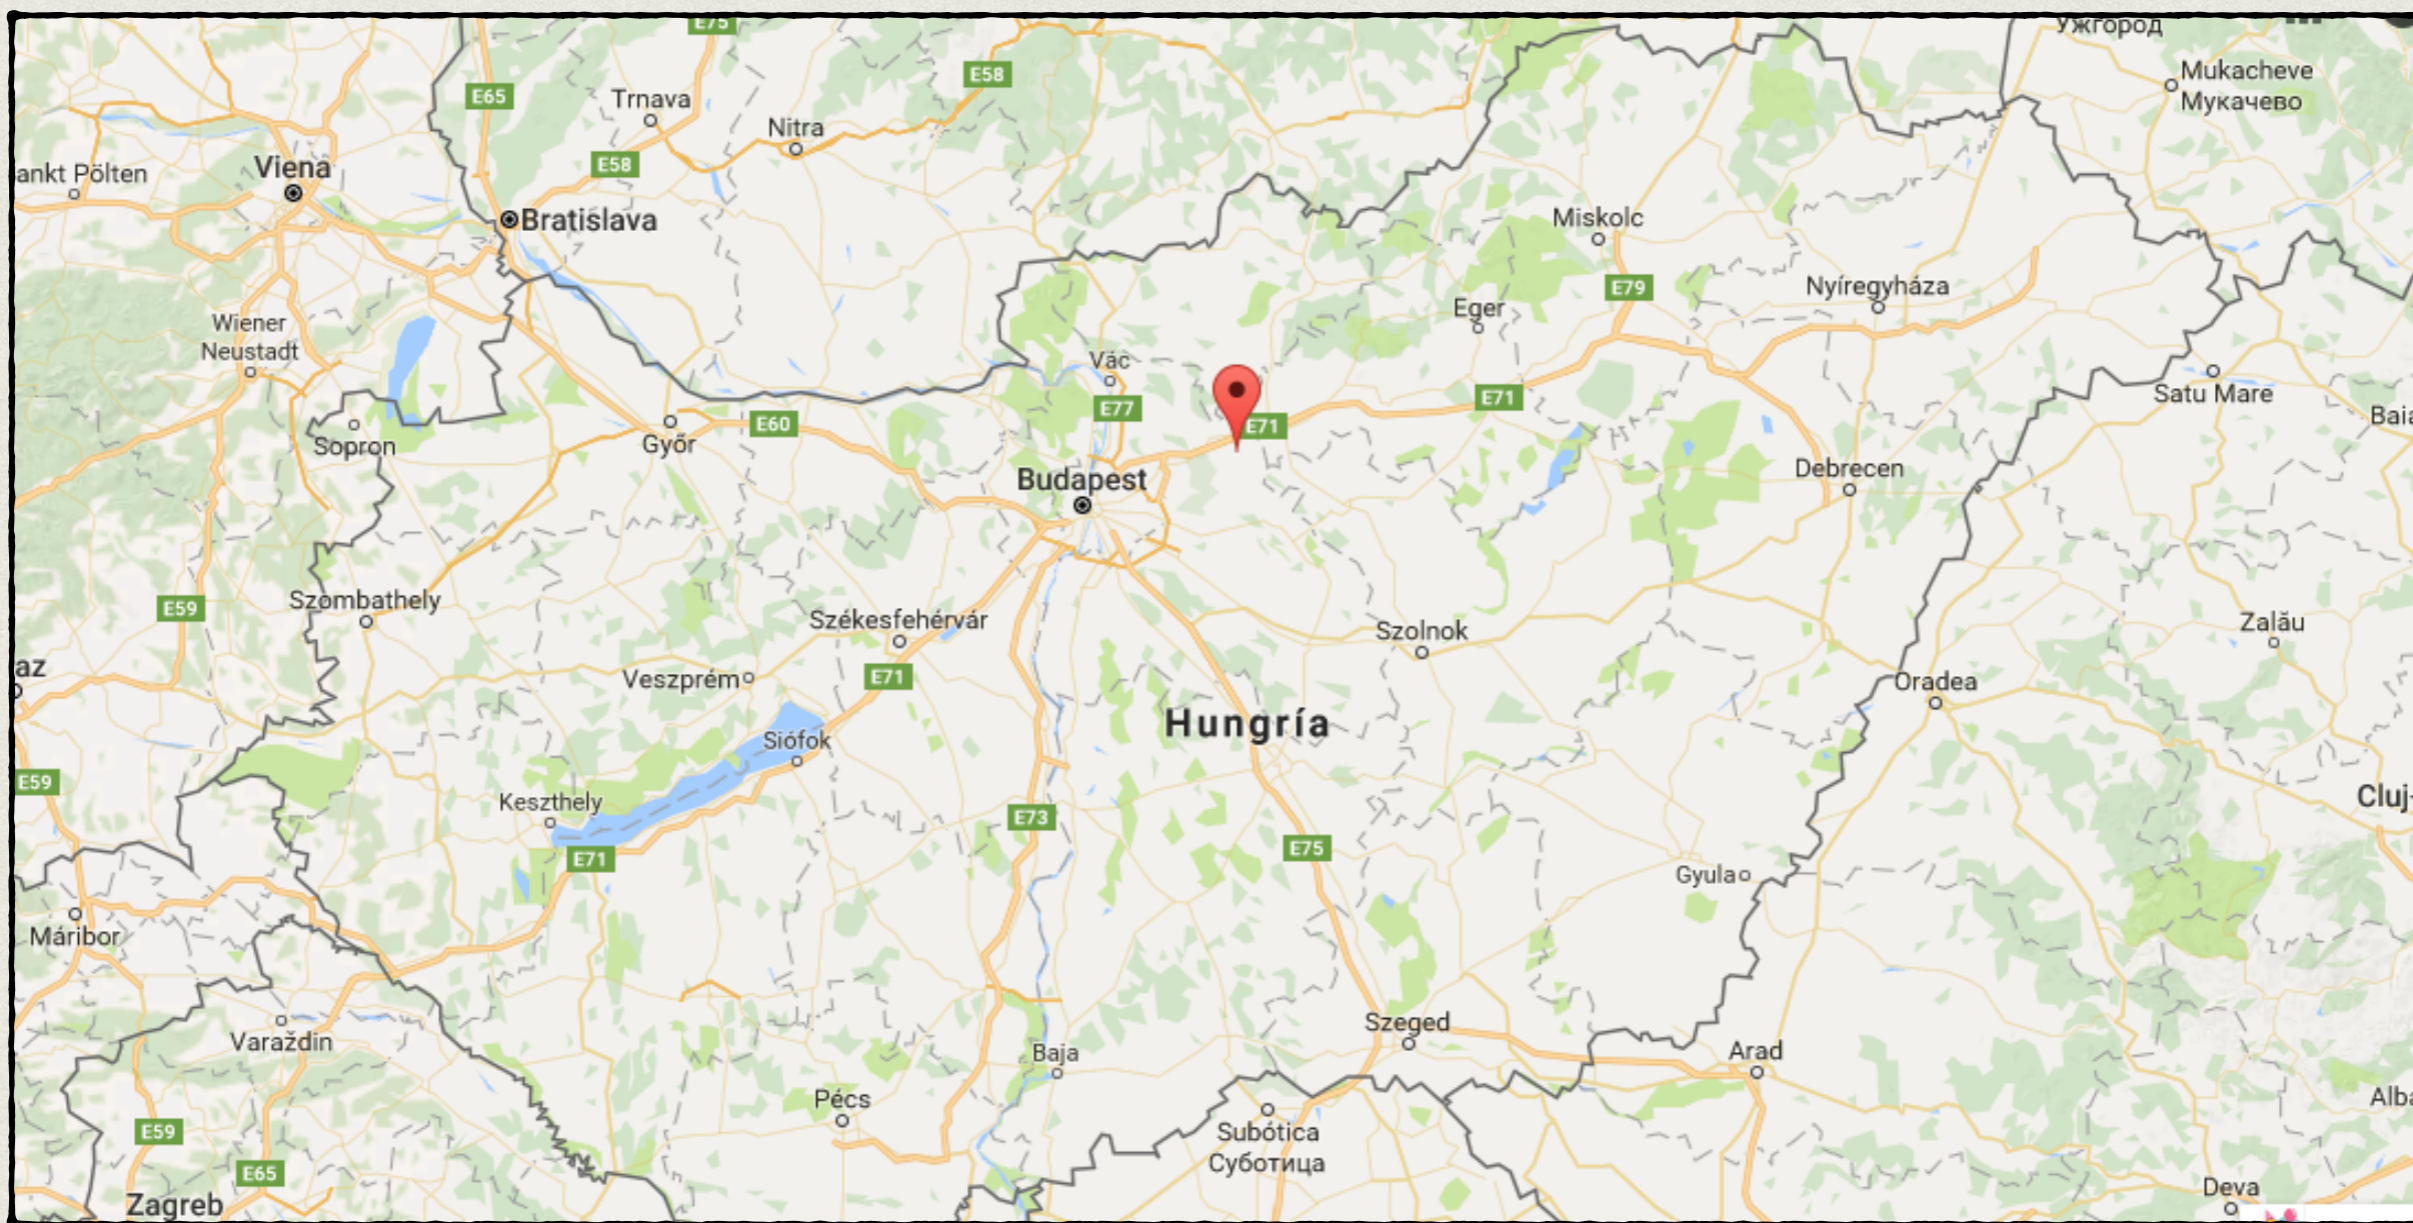 E75
Ужгород
E58
Mukacheve
Мукачево
E65
Trnava
Nitra
E58
ankt Pölten
Viena
Bratislava
Miskolc
E79
Nyíregyháza
Eger
Wiener
Neustadt
Vác
Satu Mare
E71
E77
Baia
E60
E71
Sopron
Győr
Debrecen
Budapest
Szombathely
E59
Székesfehérvár
Szolnok
Zalău
az
Veszprém
E71
Oradea
Hungría
Siófok
E59
Keszthely
Cluj-
E73
E75
E71
Gyula
Máribor
Szeged
Varaždin
Baja
Arad
Pécs
Alba
E59
Subótica
Суботица
E65
Deva
Zagreb